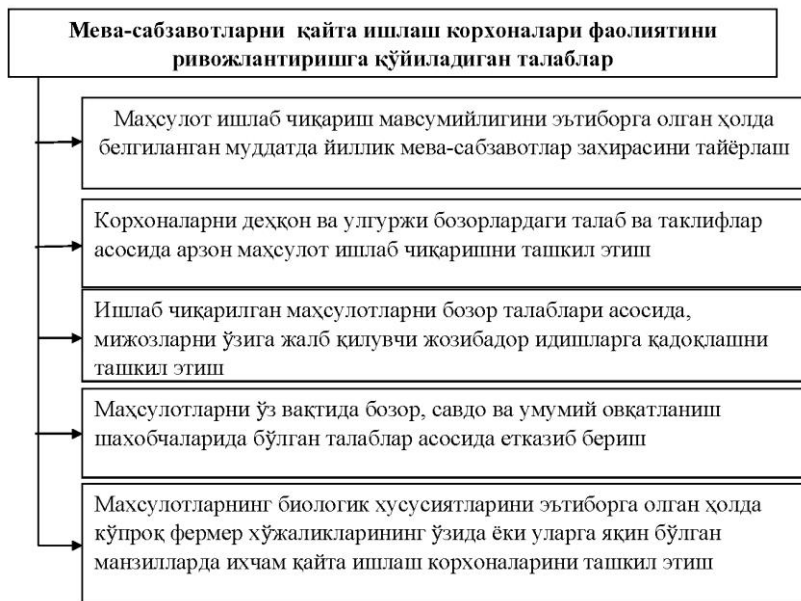 Мева-сабзавотларни қайта ишлаш корхоналари фаолиятини
ривожлантиришга қўйиладиган талаблар
Маҳсулот ишлаб чиқариш мавсумийлигини эътиборга олган ҳолда
белгиланган муддатда йиллик мева-сабзавотлар захирасини тайёрлаш
Корхоналарни деҳқон ва улгуржи бозорлардаги талаб ва таклифлар
асосида арзон маҳсулот ишлаб чиқаришни ташкил этиш
Ишлаб чиқарилган маҳсулотларни бозор талаблари асосида,
мижозларни ўзига жалб қилувчи жозибадор идишларга қадоқлашни
ташкил этиш
Маҳсулотларни ўз вақтида бозор, савдо ва умумий овқатланиш
шахобчаларида бўлган талаблар асосида етказиб бериш
Махсулотларнинг биологик хусусиятларини эътиборга олган ҳолда
кўпроқ фермер хўжаликларининг ўзида ёки уларга яқин бўлган
манзилларда ихчам қайта ишлаш корхоналарини ташкил этиш